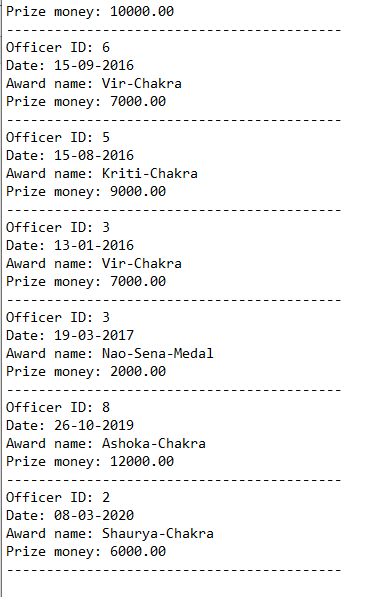 Prize money: 10000.00
------------------------------------------
Officer ID: 6
Date: 15-09-2016
Award name: Vir-Chakra
Prize money: 7000.00
------------------------------------------
Officer ID: 5
Date: 15-08-2016
Award name: Kriti-Chakra
Prize money: 9000.00
------------------------------------------
Officer ID: 3
Date: 13-01-2016
Award name: Vir-Chakra
Prize money: 7000.00
------------------------------------------
Officer ID: 3
Date: 19-03-2017
Award name: Nao-Sena-Medal
Prize money: 2000.00
------------------------------------------
Officer ID: 8
Date: 26-10-2019
Award name: Ashoka-Chakra
Prize money: 12000.00
------------------------------------------
Officer ID: 2
Date: 08-03-2020
Award name: Shaurya-Chakra
Prize money: 6000.00
------------------------------------------